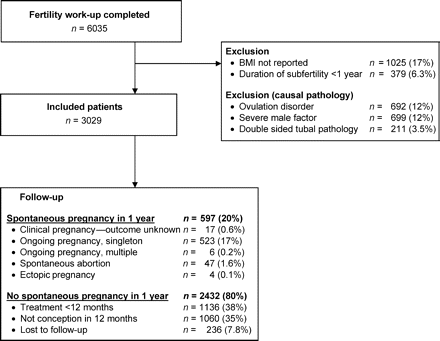 Fertility work-up completed
n = 6035
Exclusion
• BMI not reported n = 1025 (17%)
• Duration of subfertility <1 year n = 379 (6.3%)
Exclusion (causal pathology)
• Ovulation disorder n = 692 (12%)
• Severe male factor n = 699 (12%)
• Double sided tubal pathology n = 211 (3.5%)
Included patients
n = 3029
Follow-up
Spontaneous pregnancy in 1 year n = 597 (20%)
• Clinical pregnancy—outcome unknown n = 17 (0.6%)
• Ongoing pregnancy, singleton n = 523 (17%)
• Ongoing pregnancy, multiple n = 6 (0.2%)
• Spontaneous abortion n = 47 (1.6%)
• Ectopic pregnancy n = 4 (0.1%)
No spontaneous pregnancy in 1 year n = 2432 (80%)
• Treatment <12 months n = 1136 (38%)
• Not conception in 12 months n = 1060 (35%)
• Lost to follow-up n = 236 (7.8%)